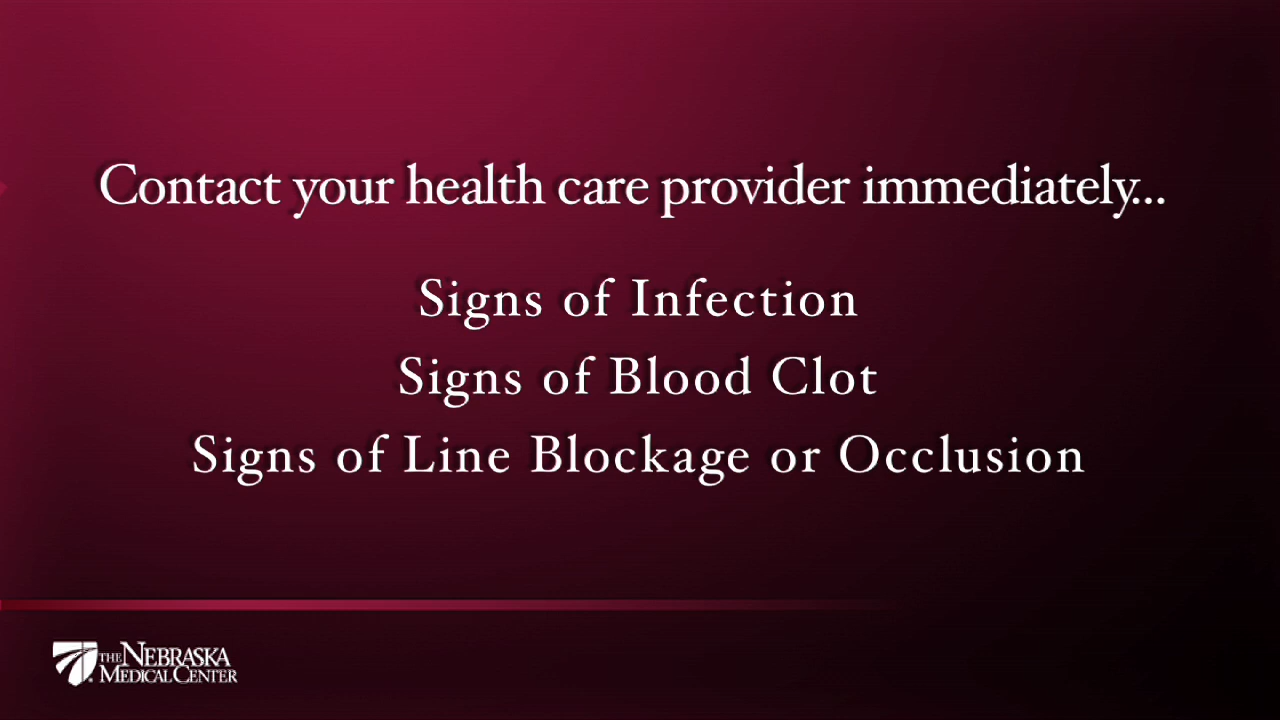 Contact your health care provider immediately...
Signs of Infection
Signs of Blood Clot
Signs of Line Blockage or Occlusion
THE NEBRASKA
MEDICAL CENTER